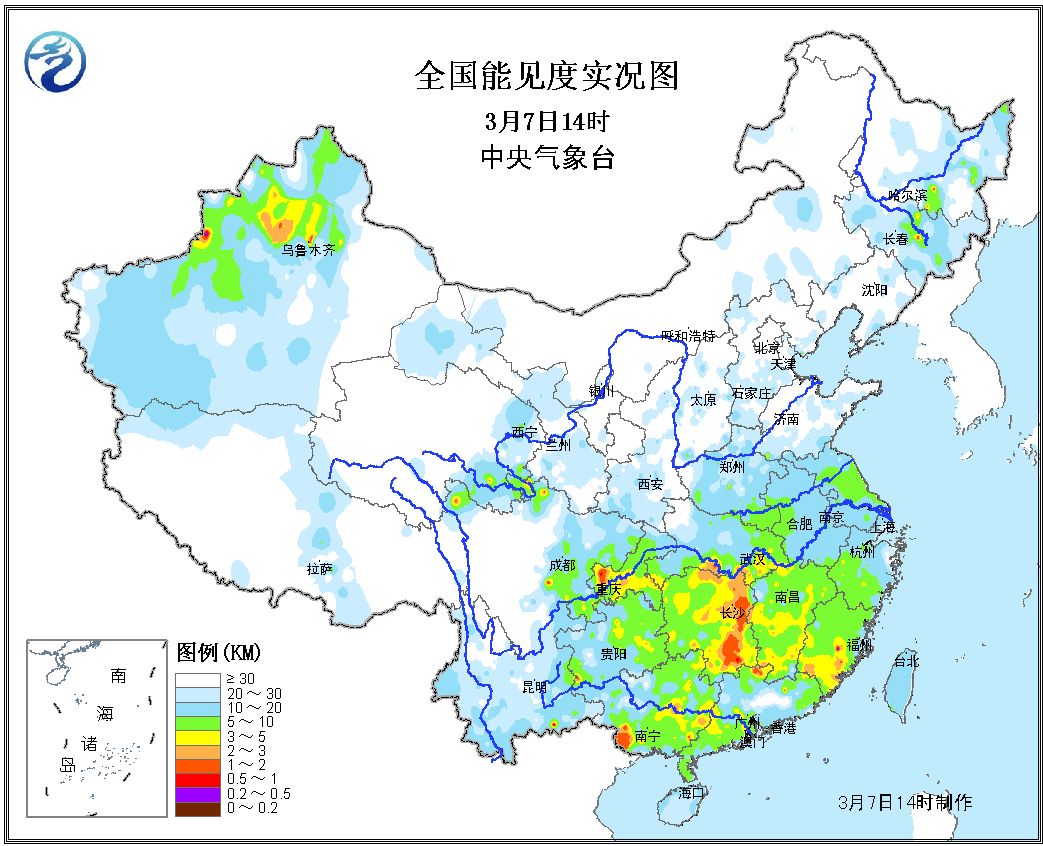 全国能见度实况图
3月7日14时
中央气象台
哈尔滨
长春
乌鲁木齐
沈阳
呼和浩特
北京
天津
银川
太原
石家庄
济南
西宁
兰州
郑州
西安
合肥
南京
上海
武汉
杭州
拉萨
成都
重庆
南昌
长沙
福州
贵阳
台北
昆明
广州
香港
澳门
南宁
海口
南
海
诸
岛
图例(KM)
≥30
20～30
10～20
5～10
3～5
2～3
1～2
0.5～1
0.2～0.5
0～0.2
3月7日14时制作